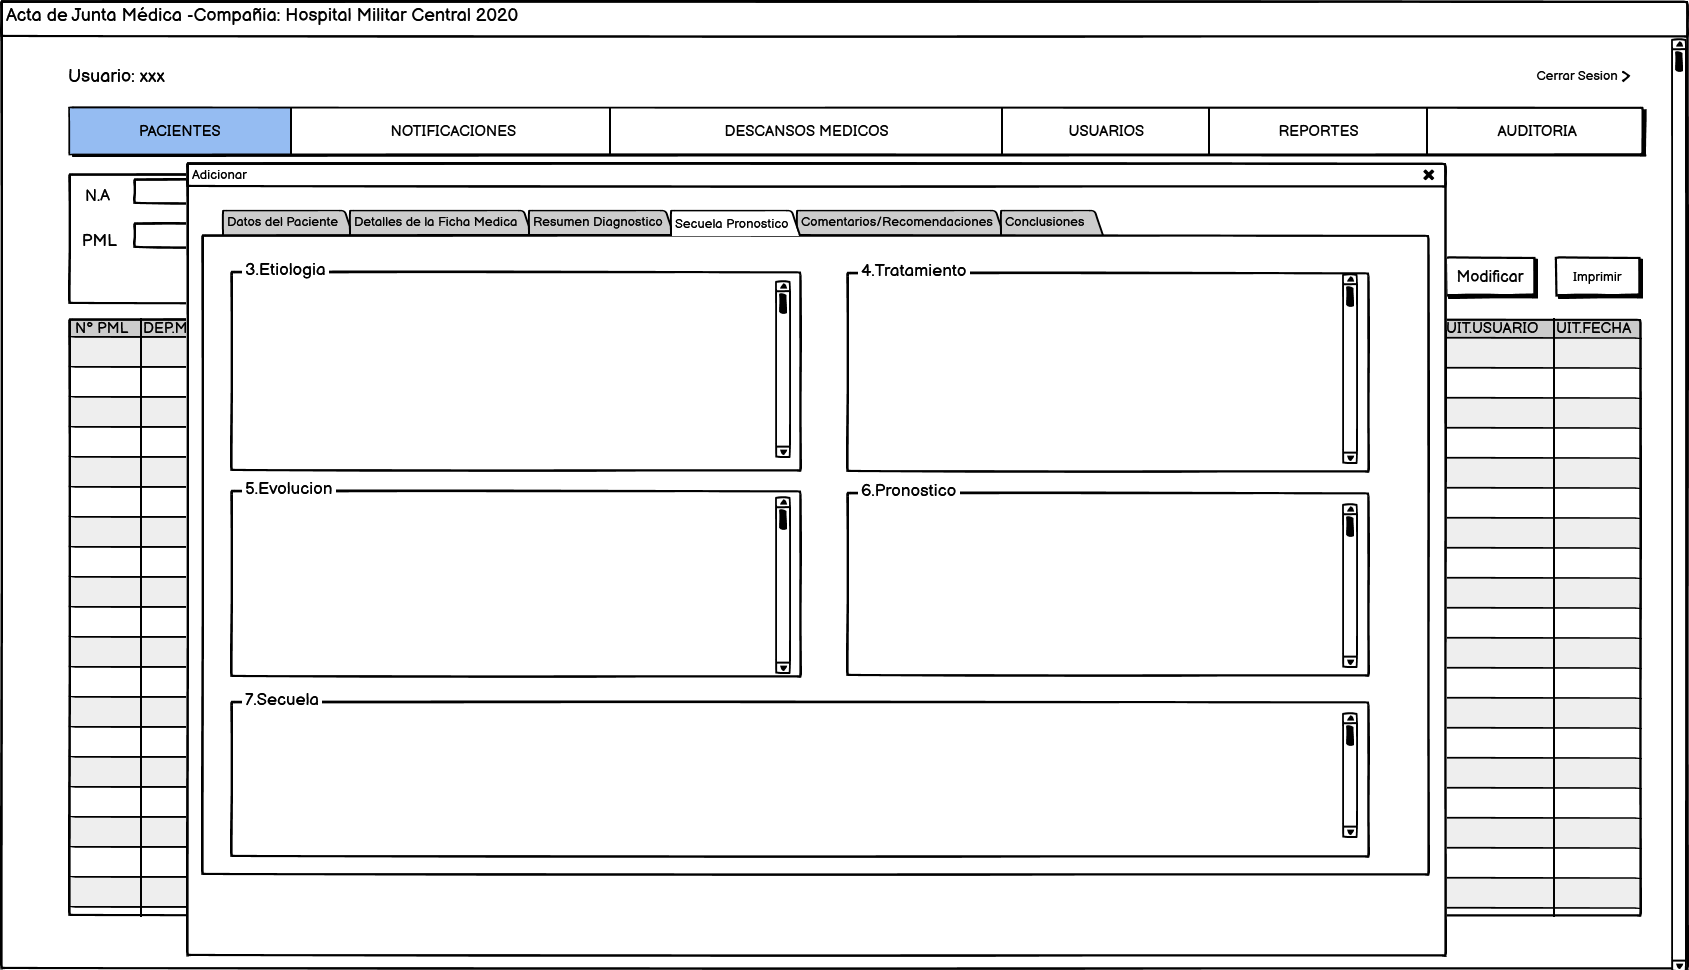 Acta de Junta Médica -Compañia: Hospital Militar Central 2020
Usuario: xxx
Cerrar Sesion
PACIENTES
NOTIFICACIONES
DESCANSOS MEDICOS
USUARIOS
REPORTES
AUDITORIA
Adicionar
N.A
PML
Datos del Paciente
Detalles de la Ficha Medica
Resumen Diagnostico
Secuela Pronostico
Comentarios/Recomendaciones
Conclusiones
Modificar
Imprimir
N° PML
DEP.M
UIT.USUARIO
UIT.FECHA
3.Etiologia
4.Tratamiento
5.Evolucion
6.Pronostico
7.Secuela